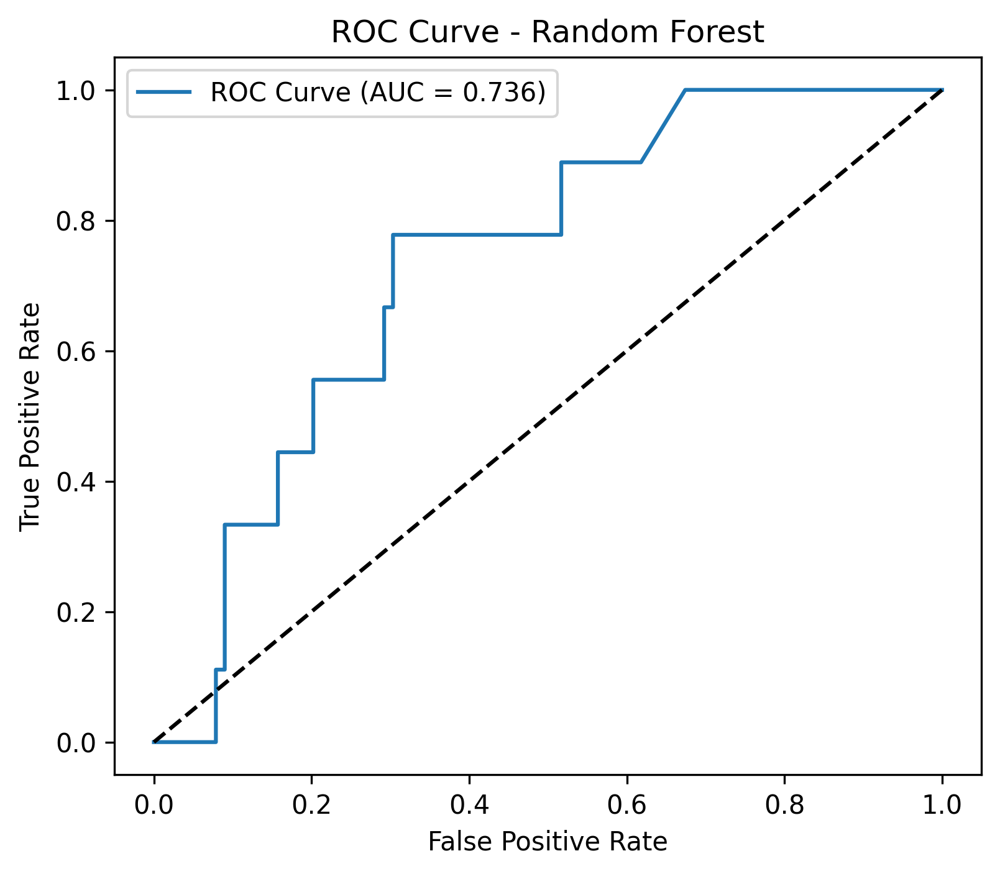 ROC Curve - Random Forest
ROC Curve (AUC = 0.736)
True Positive Rate
1.0
0.8
0.6
0.4
0.2
0.0
0.0 0.2 0.4 0.6 0.8 1.0
False Positive Rate